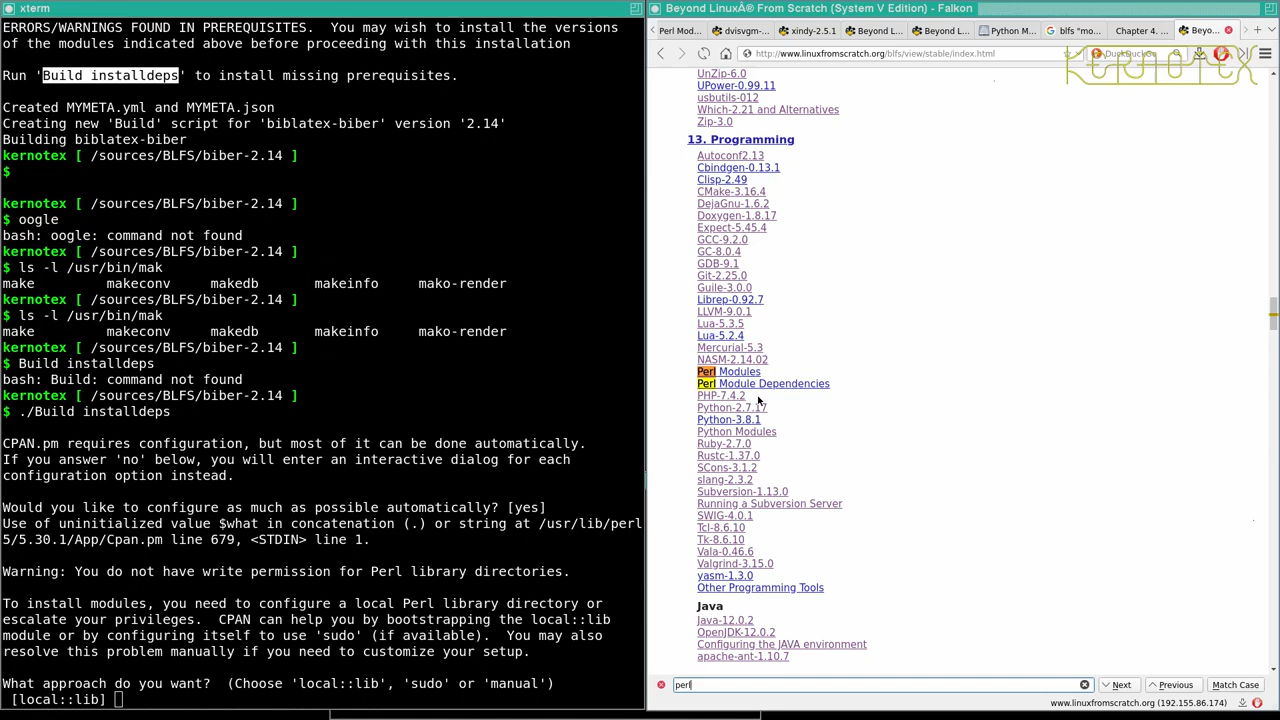 xterm
ERRORS/WARNINGS FOUND IN PREREQUISITES.  You may wish to install the versions
of the modules indicated above before proceeding with this installation
Run 'Build installdeps' to install missing prerequisites.
Created MYMETA.yml and MYMETA.json
Creating new 'Build' script for 'biblatex-biber' version '2.14'
Building biblatex-biber
kernotex [ /sources/BLFS/biber-2.14 ]
$
kernotex [ /sources/BLFS/biber-2.14 ]
$ oogle
bash: oogle: command not found
kernotex [ /sources/BLFS/biber-2.14 ]
$ ls -l /usr/bin/mak
make         makeconv     makedb       makeinfo     mako-render
kernotex [ /sources/BLFS/biber-2.14 ]
$ ls -l /usr/bin/mak
make         makeconv     makedb       makeinfo     mako-render
kernotex [ /sources/BLFS/biber-2.14 ]
$ Build installdeps
bash: Build: command not found
kernotex [ /sources/BLFS/biber-2.14 ]
$ ./Build installdeps
CPAN.pm requires configuration, but most of it can be done automatically.
If you answer 'no' below, you will enter an interactive dialog for each
configuration option instead.
Would you like to configure as much as possible automatically? [yes]
Use of uninitialized value $what in concatenation (.) or string at /usr/lib/perl
5/5.30.1/App/Cpan.pm line 679, <STDIN> line 1.
Warning: You do not have write permission for Perl library directories.
To install modules, you need to configure a local Perl library directory or
escalate your privileges.  CPAN can help you by bootstrapping the local::lib
module or by configuring itself to use 'sudo' (if available).  You may also
resolve this problem manually if you need to customize your setup.
What approach do you want?  (Choose 'local::lib', 'sudo' or 'manual')
[local::lib]
Beyond LinuxÂ® From Scratch (System V Edition) - Falkon
Perl Mod...
dvisvgm-...
xindy-2.5.1
Beyond L...
Beyond L...
Python M...
blfs "mo...
Chapter 4. ...
Beyo...
http://www.linuxfromscratch.org/blfs/view/stable/index.html
DuckDuckGo
KERNOTEX
UnZip-6.0
UPower-0.99.11
usbutils-012
Which-2.21 and Alternatives
Zip-3.0
13. Programming
Autoconf2.13
Cbindgen-0.13.1
Clisp-2.49
CMake-3.16.4
DejaGnu-1.6.2
Doxygen-1.8.17
Expect-5.45.4
GCC-9.2.0
GC-8.0.4
GDB-9.1
Git-2.25.0
Guile-3.0.0
Librep-0.92.7
LLVM-9.0.1
Lua-5.3.5
Lua-5.2.4
Mercurial-5.3
NASM-2.14.02
Perl Modules
Perl Module Dependencies
PHP-7.4.2
Python-2.7.17
Python-3.8.1
Python Modules
Ruby-2.7.0
Rustc-1.37.0
SCons-3.1.2
slang-2.3.2
Subversion-1.13.0
Running a Subversion Server
SWIG-4.0.1
Tcl-8.6.10
Tk-8.6.10
Vala-0.46.6
Valgrind-3.15.0
yasm-1.3.0
Other Programming Tools
Java
Java-12.0.2
OpenJDK-12.0.2
Configuring the JAVA environment
apache-ant-1.10.7
perl
Next
Previous
Match Case
www.linuxfromscratch.org (192.155.86.174)